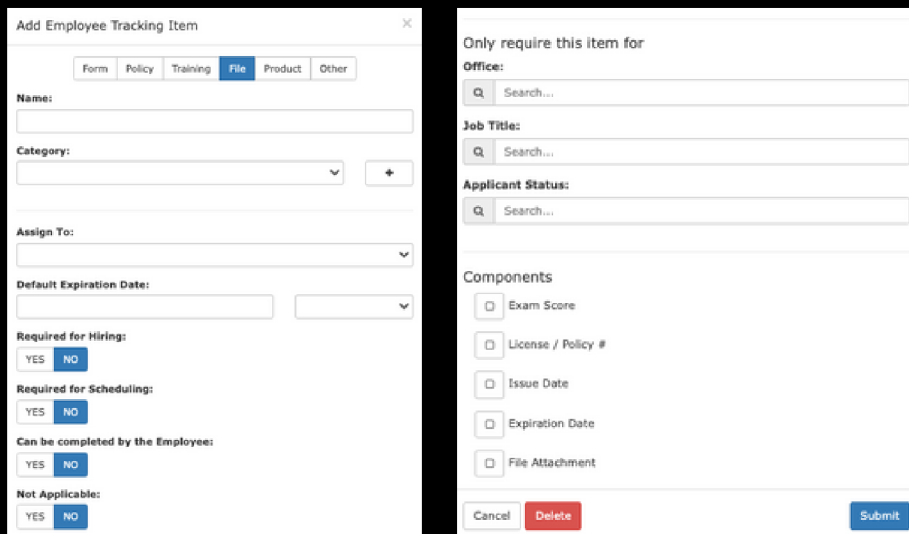 Add Employee Tracking Item ×
Form Policy Training File Product Other
Name:
Category:
+
Assign To:
Default Expiration Date:
Required for Hiring:
YES NO
Required for Scheduling:
YES NO
Can be completed by the Employee:
YES NO
Not Applicable:
YES NO
Only require this item for
Office:
Search...
Job Title:
Search...
Applicant Status:
Search...
Components
Exam Score
License / Policy #
Issue Date
Expiration Date
File Attachment
Cancel Delete Submit